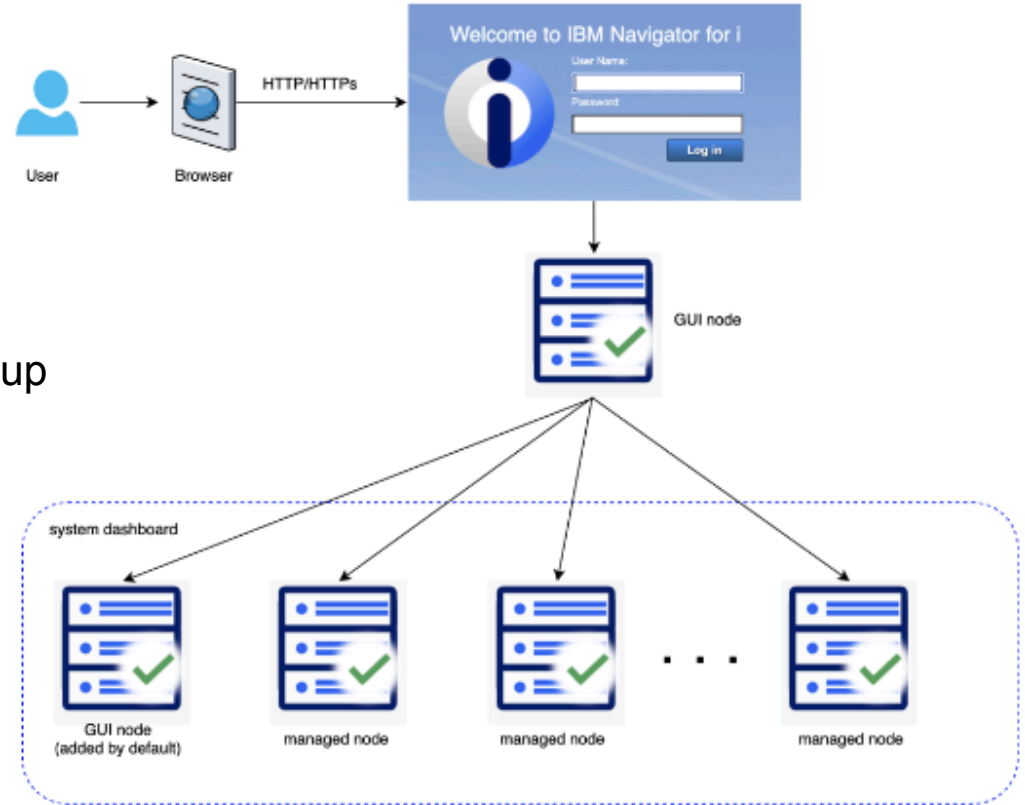 Welcome to IBM Navigator for i
User Name:
Password:
Log in
HTTP/HTTPs
User
Browser
GUI node
up
system dashboard
GUI node
(added by default)
managed node
managed node
. . .
managed node